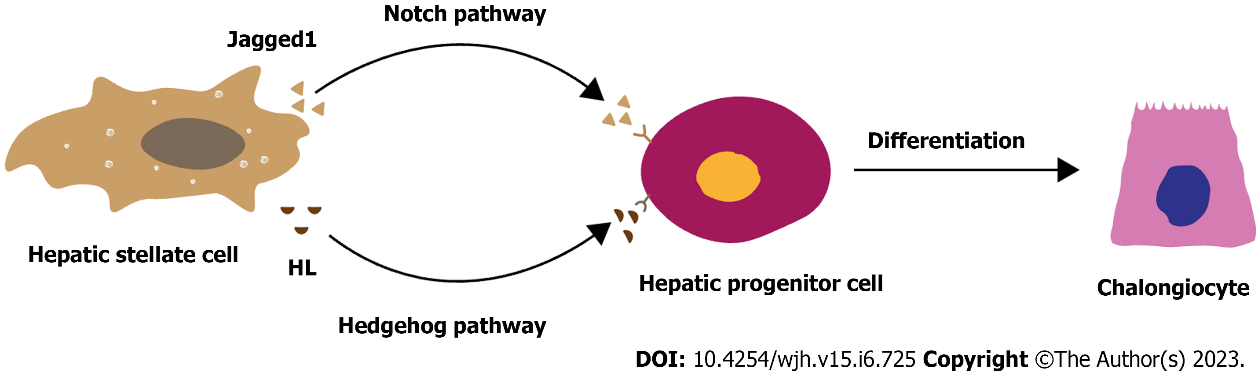 Notch pathway
Jagged1
Differentiation
Hepatic stellate cell
HL
Hepatic progenitor cell
Chalongiocyte
Hedgehog pathway
DOI: 10.4254/wjh.v15.i6.725 Copyright ©The Author(s) 2023.